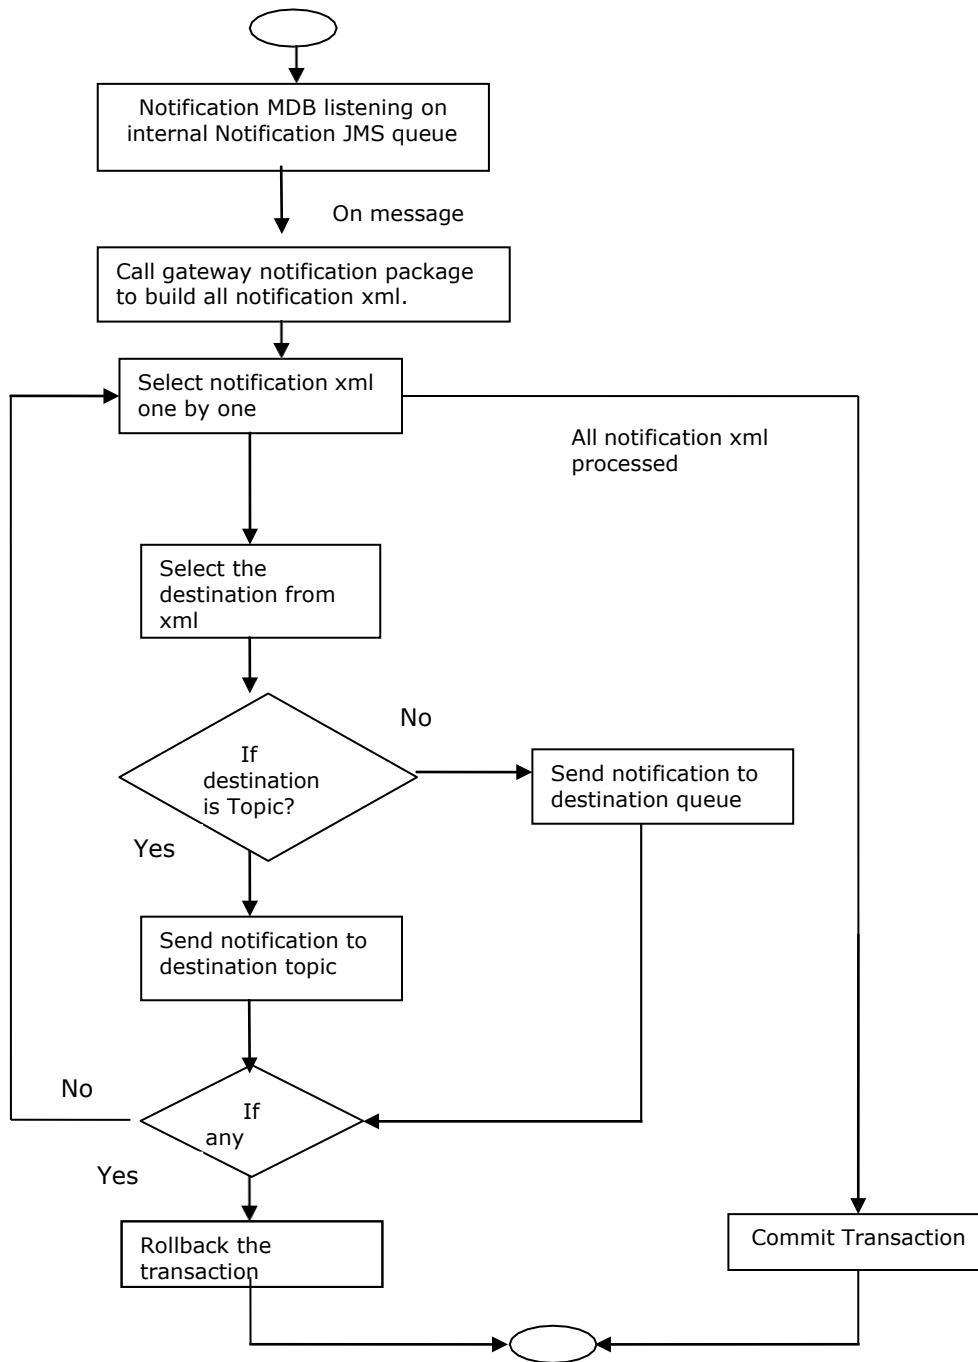 Notification MDB listening on
internal Notification JMS queue
On message
Call gateway notification package
to build all notification xml.
Select notification xml
one by one
All notification xml
processed
Select the
destination from
xml
No
If
destination
is Topic?
Send notification to
destination queue
Yes
Send notification to
destination topic
No
If
any
Yes
Rollback the
transaction
Commit Transaction